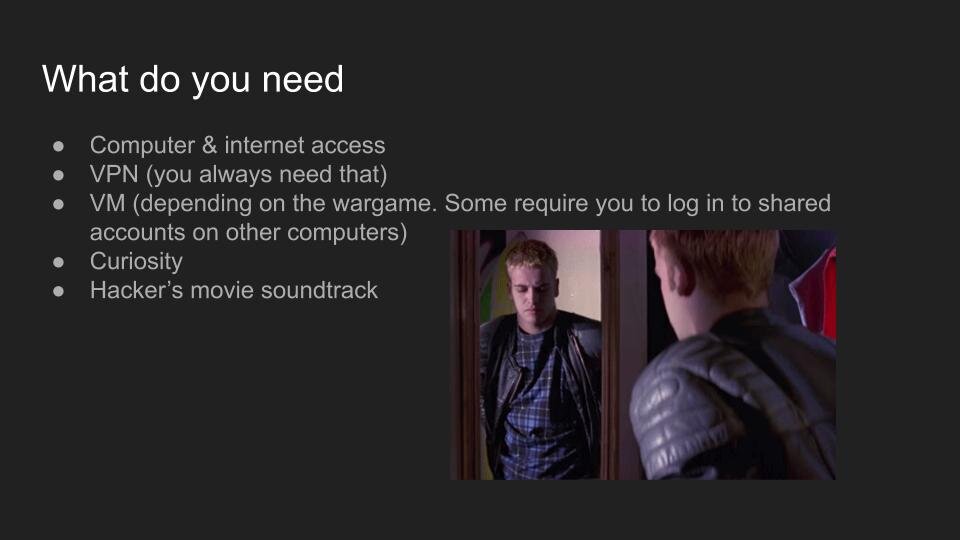 What do you need
● Computer & internet access
● VPN (you always need that)
● VM (depending on the wargame. Some require you to log in to shared
accounts on other computers)
● Curiosity
● Hacker’s movie soundtrack